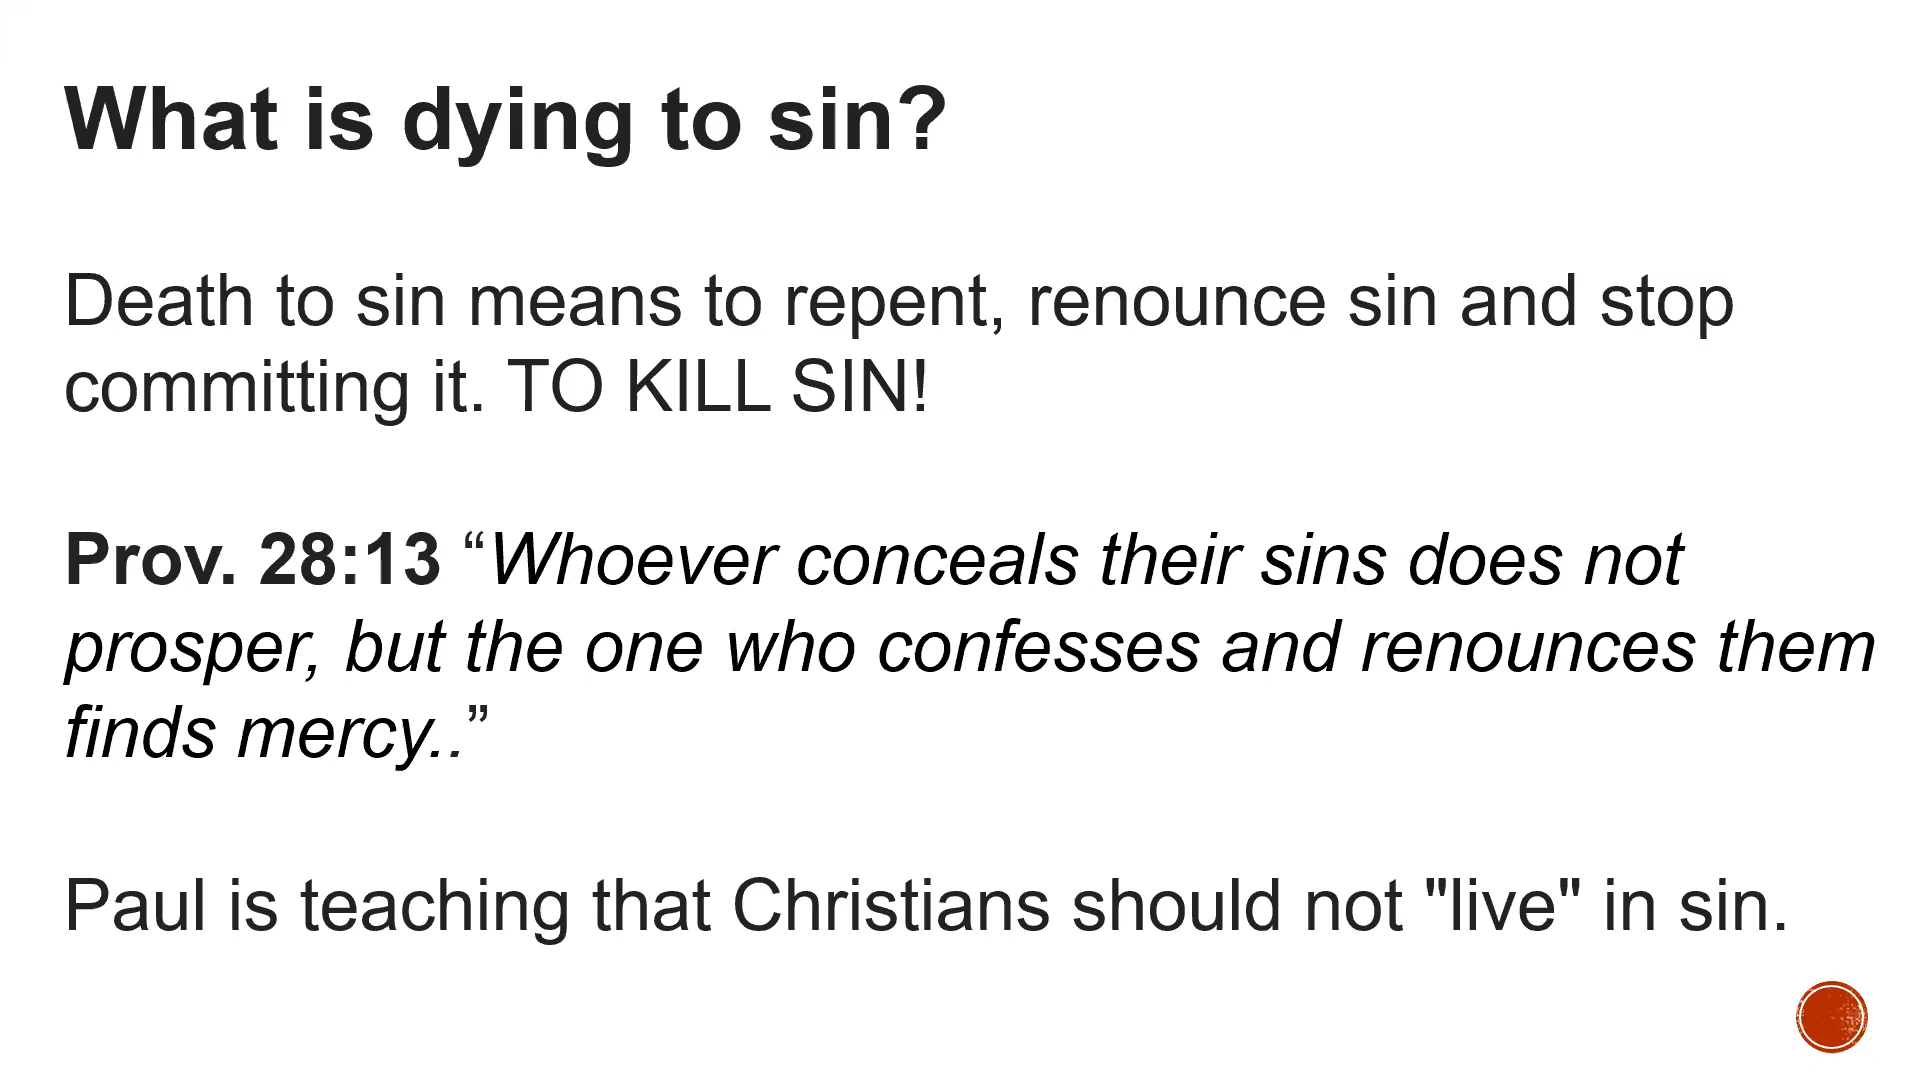 What is dying to sin?
Death to sin means to repent, renounce sin and stop
committing it. TO KILL SIN!
Prov. 28:13 “Whoever conceals their sins does not
prosper, but the one who confesses and renounces them
finds mercy..”
Paul is teaching that Christians should not "live" in sin.